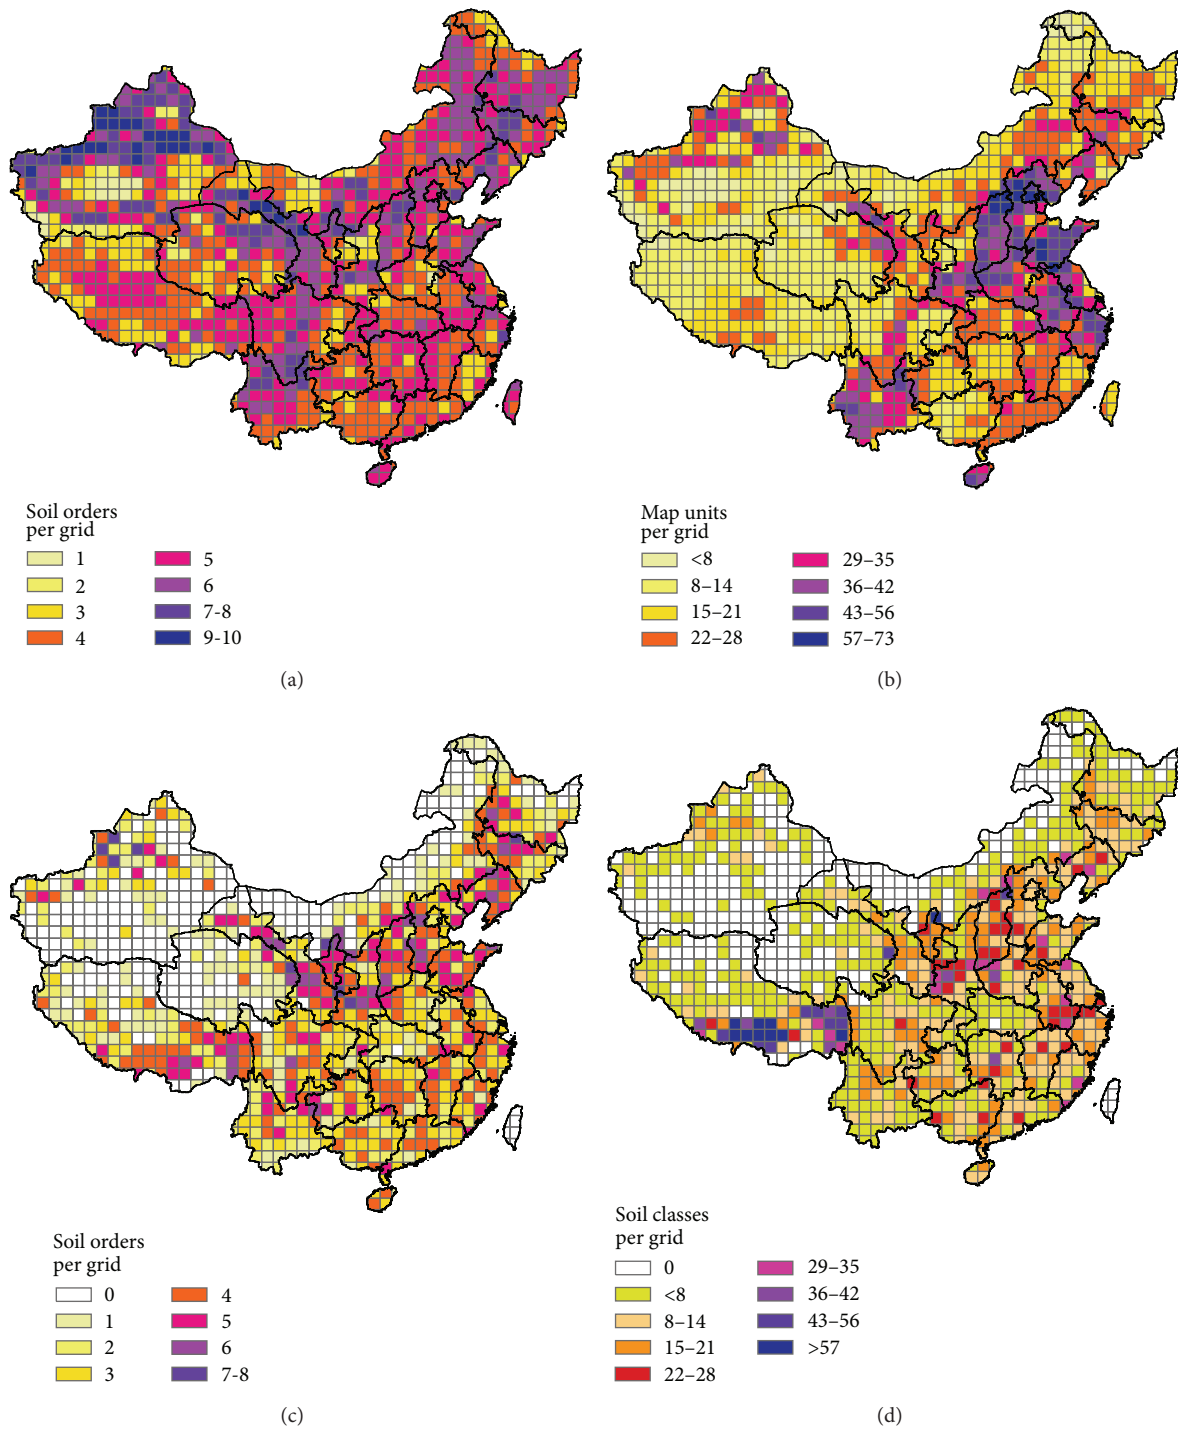 Soil orders
per grid
1
2
3
4
5
6
7-8
9-10
(a)
Map units
per grid
<8
8–14
15–21
22–28
29–35
36–42
43–56
57–73
(b)
Soil orders
per grid
0
1
2
3
4
5
6
7-8
(c)
Soil classes
per grid
0
<8
8–14
15–21
22–28
29–35
36–42
43–56
>57
(d)